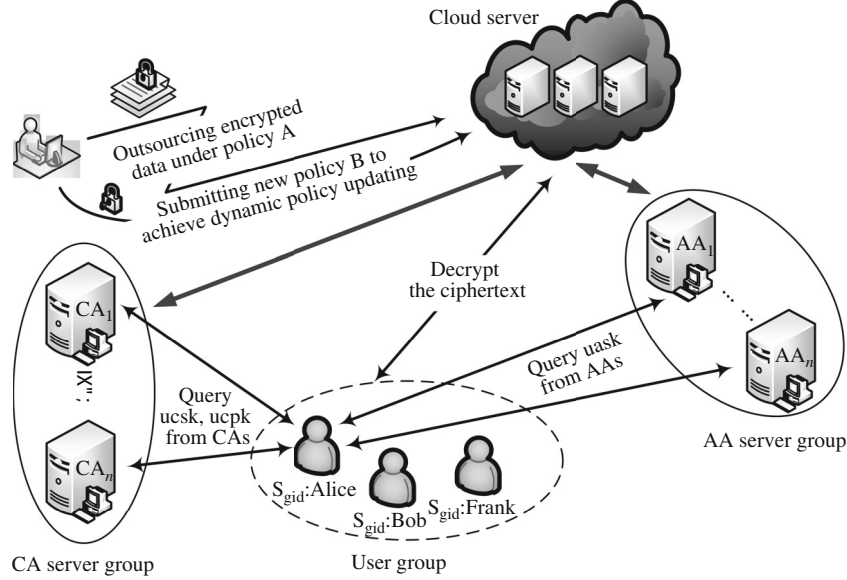 Cloud server
Outsourcing encrypted
data under policy A
Submitting new policy B to
achieve dynamic policy updating
AA1
Decrypt
the ciphertext
CA1
AAn
Query uask
from AAs
Query
ucsk, ucpk
from CAs
AA server group
CAn
Sgid:Alice
Sgid:Bob
Sgid:Frank
CA server group
User group